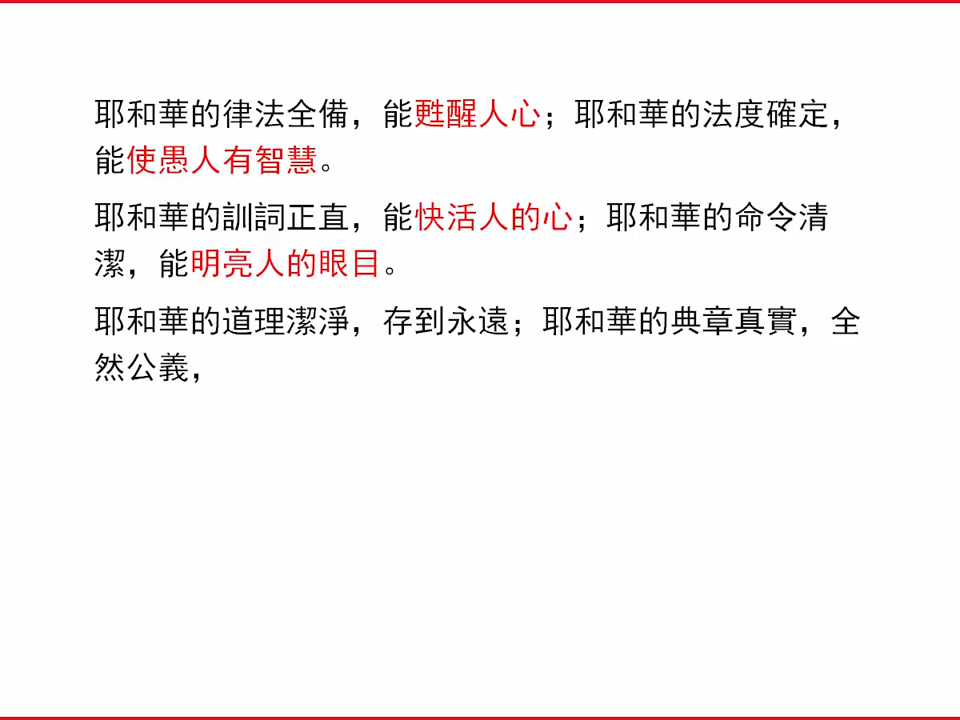 耶和華的律法全備，能甦醒人心；耶和華的法度確定，
能使愚人有智慧。
耶和華的訓詞正直，能快活人的心；耶和華的命令清
潔，能明亮人的眼目。
耶和華的道理潔淨，存到永遠；耶和華的典章真實，全
然公義，